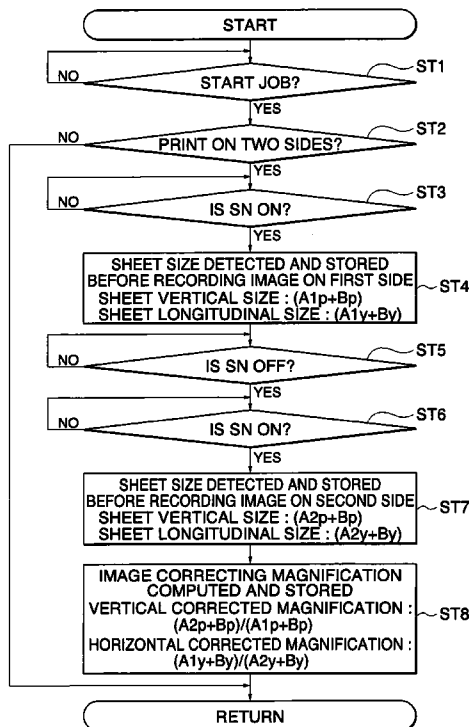 START
ST1
START JOB?
NO
YES
ST2
NO
PRINT ON TWO SIDES?
YES
ST3
NO
IS SN ON?
YES
SHEET SIZE DETECTED AND STORED
BEFORE RECORDING IMAGE ON FIRST SIDE
SHEET VERTICAL SIZE : (A1p+Bp)
SHEET LONGITUDINAL SIZE : (A1y+By)
ST4
ST5
NO
IS SN OFF?
YES
ST6
NO
IS SN ON?
YES
SHEET SIZE DETECTED AND STORED
BEFORE RECORDING IMAGE ON SECOND SIDE
SHEET VERTICAL SIZE : (A2p+Bp)
SHEET LONGITUDINAL SIZE : (A2y+By)
ST7
IMAGE CORRECTING MAGNIFICATION
COMPUTED AND STORED
VERTICAL CORRECTED MAGNIFICATION :
(A2p+Bp)/(A1p+Bp)
HORIZONTAL CORRECTED MAGNIFICATION :
(A1y+By)/(A2y+By)
ST8
RETURN